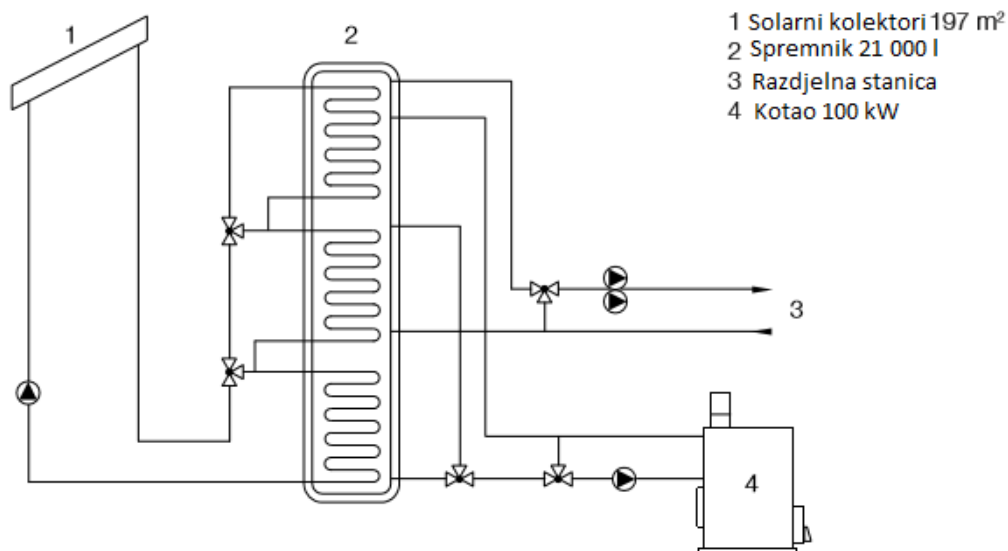 1
2
3
4
1 Solarni kolektori 197 m²
2 Spremnik 21 000 l
3 Razdjelna stanica
4 Kotao 100 kW